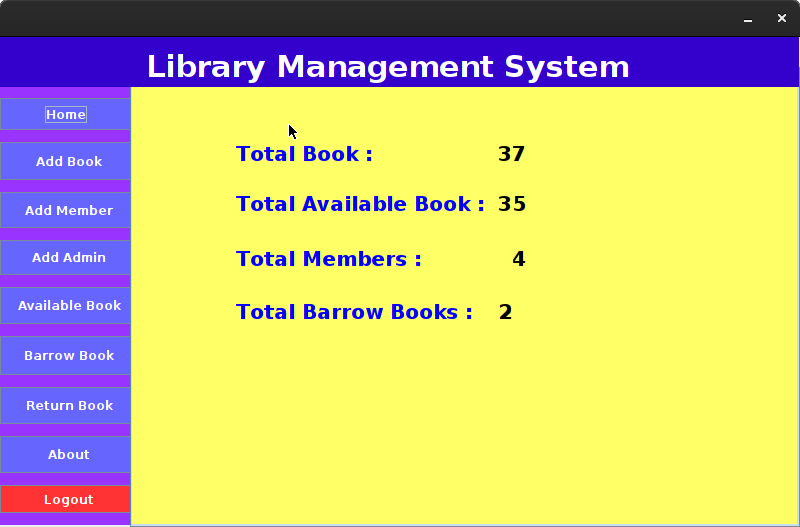 Library Management System
Home
Add Book
Add Member
Add Admin
Available Book
Barrow Book
Return Book
About
Logout
Total Book : 37
Total Available Book : 35
Total Members : 4
Total Barrow Books : 2